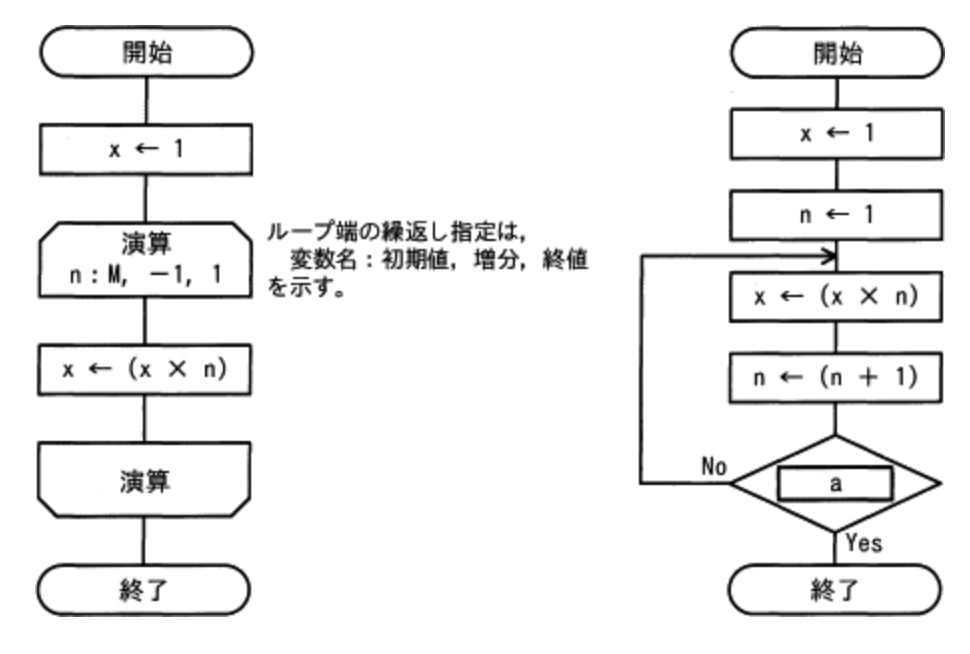 開始
x ← 1
演算
n：M, －1, 1
x ← (x × n)
演算
終了
ループ端の繰返し指定は，
変数名：初期値，増分，終値
を示す。
開始
x ← 1
n ← 1
x ← (x × n)
n ← (n ＋ 1)
a
No
Yes
終了